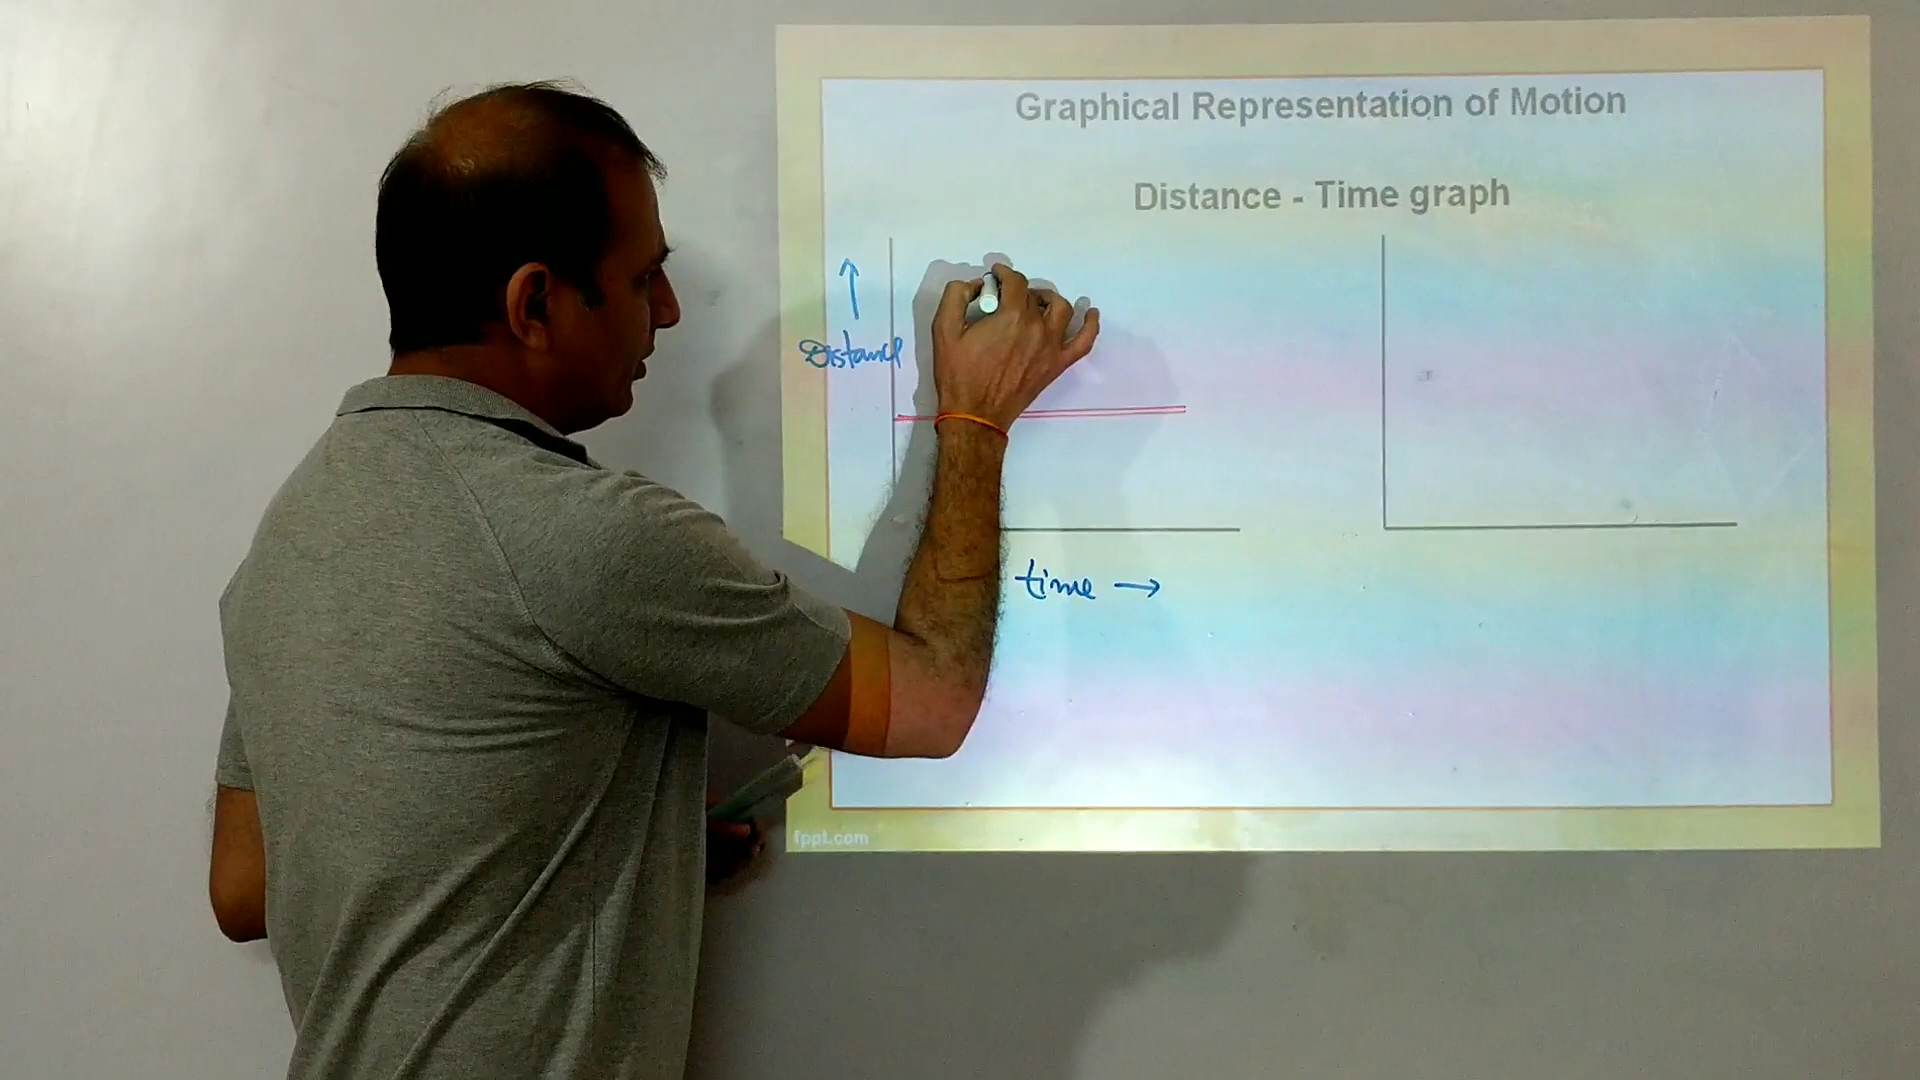 Graphical Representation of Motion
Distance - Time graph
Distance
time →
fppt.com